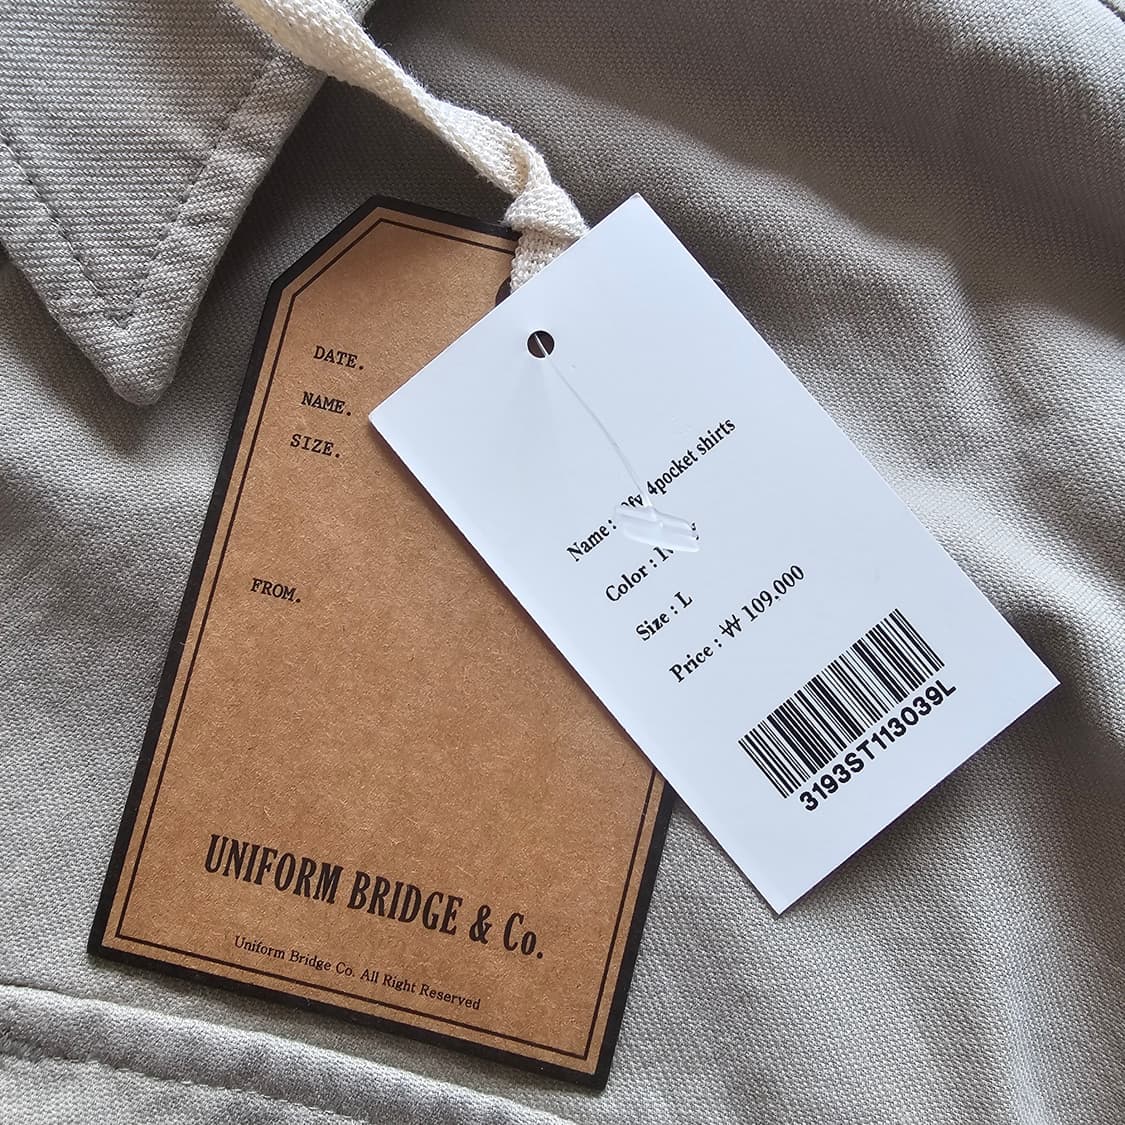 DATE.
NAME.
SIZE.
FROM.
UNIFORM BRIDGE & Co.
Uniform Bridge Co. All Right Reserved
Name : 4pocket shirts
Color :
Size : L
Price : ₩ 109,000
3193ST113039L